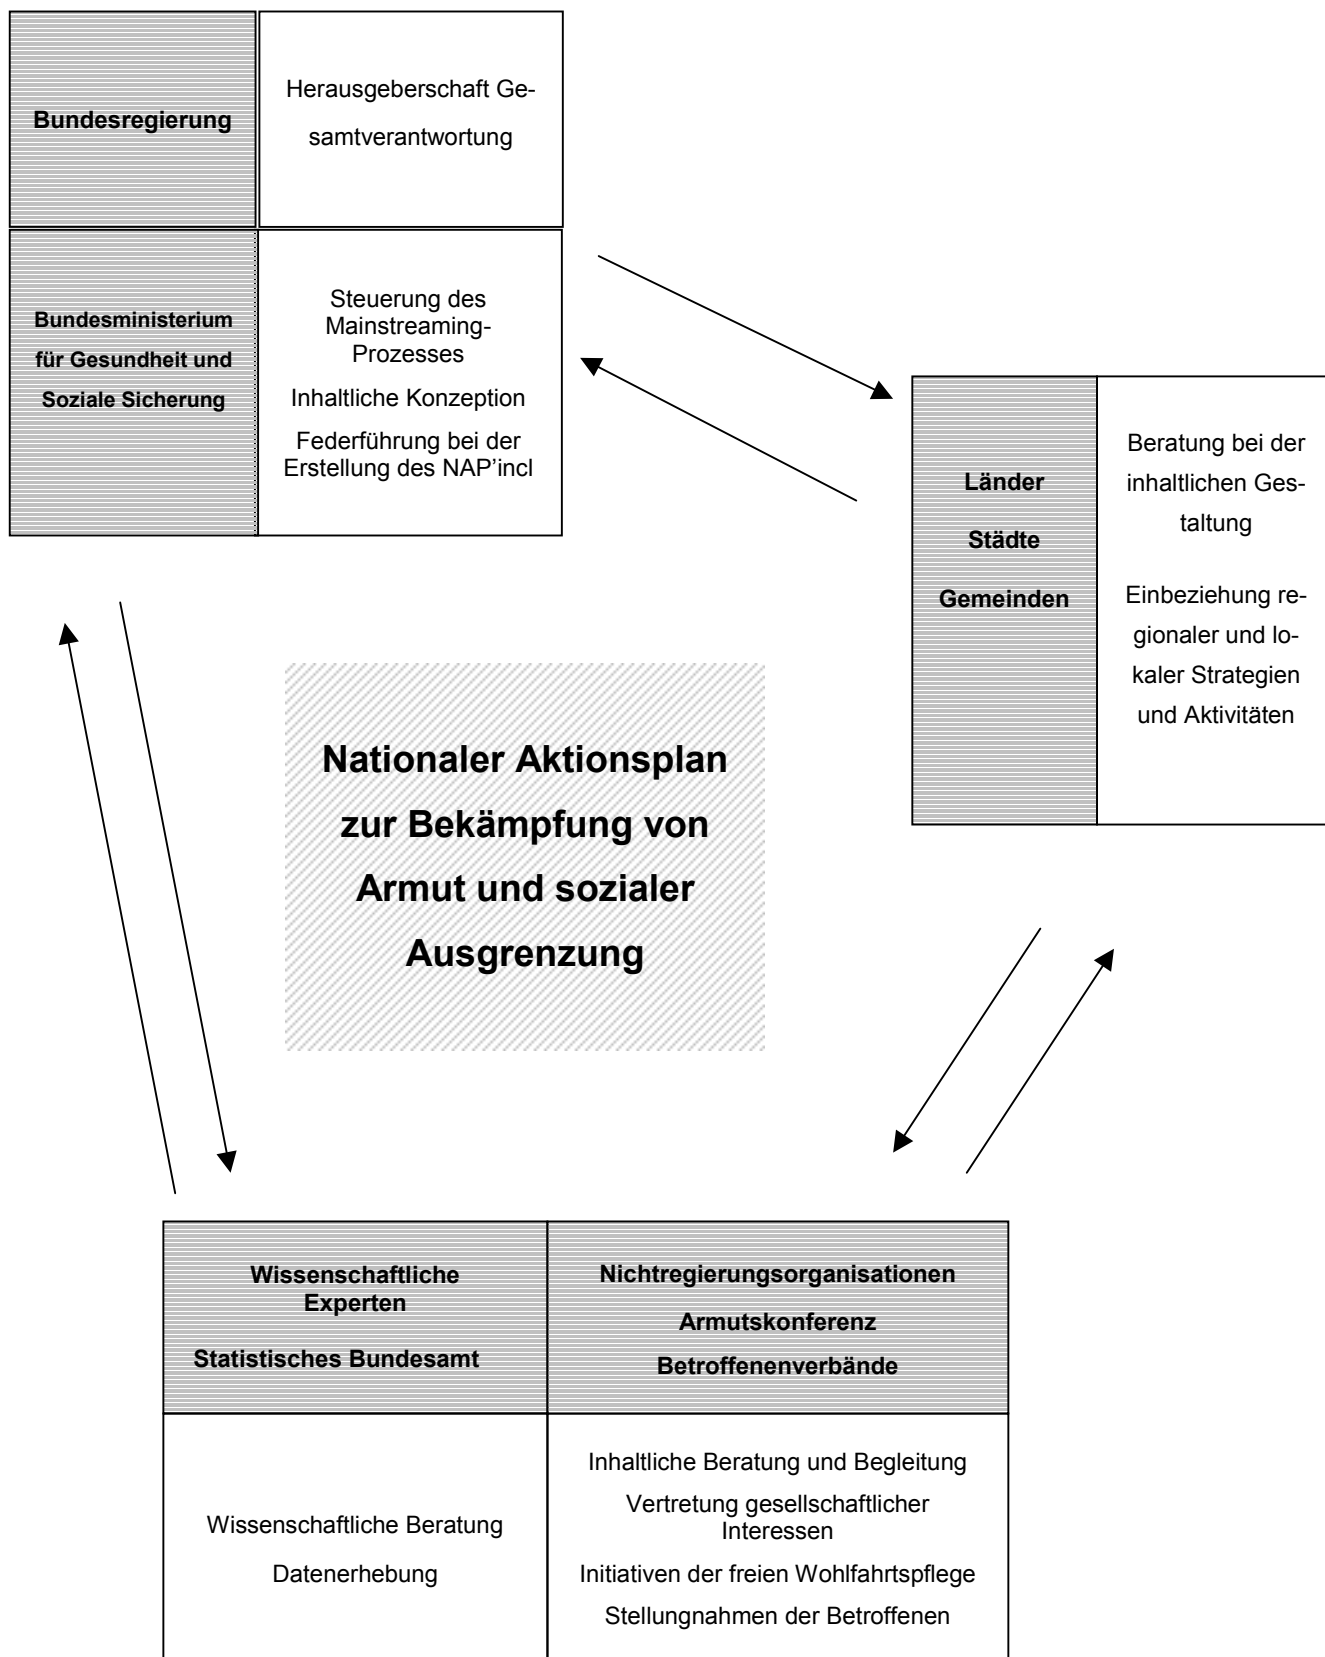 Bundesregierung
Herausgeberschaft Ge-
samtverantwortung
Bundesministerium
für Gesundheit und
Soziale Sicherung
Steuerung des
Mainstreaming-
Prozesses
Inhaltliche Konzeption
Federführung bei der
Erstellung des NAP’incl
Länder
Städte
Gemeinden
Beratung bei der
inhaltlichen Ges-
taltung
Einbeziehung re-
gionaler und lo-
kaler Strategien
und Aktivitäten
Nationaler Aktionsplan
zur Bekämpfung von
Armut und sozialer
Ausgrenzung
Wissenschaftliche
Experten
Statistisches Bundesamt
Nichtregierungsorganisationen
Armutskonferenz
Betroffenenverbände
Wissenschaftliche Beratung
Datenerhebung
Inhaltliche Beratung und Begleitung
Vertretung gesellschaftlicher
Interessen
Initiativen der freien Wohlfahrtspflege
Stellungnahmen der Betroffenen